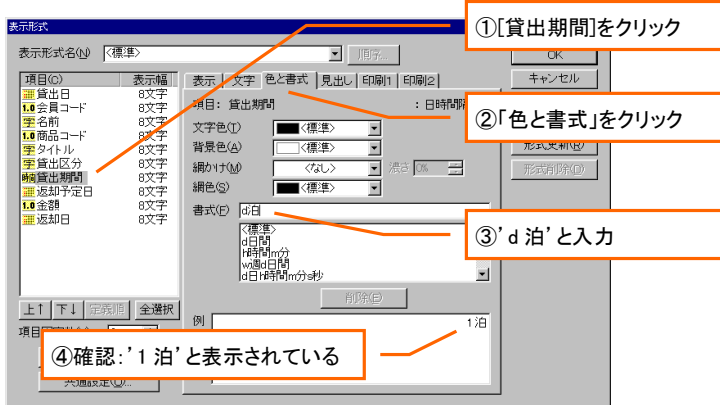 表示形式
①[貸出期間]をクリック
表示形式名(N) <標準> 順序...
OK
項目(C) 表示幅
キャンセル
表示 文字 色と書式 見出し 印刷1 印刷2
貸出日 8文字
1.0 会員コード 8文字
字 名前 8文字
1.0 商品コード 8文字
字 タイトル 8文字
字 貸出区分 8文字
時間 貸出期間 8文字
返却予定日 8文字
1.0 金額 8文字
返却日 8文字
項目: 貸出期間 : 日時間隔
②「色と書式」をクリック
文字色(T) <標準>
背景色(A) <標準>
形式更新(R)
網かけ(M) <なし> 濃さ 0%
形式削除(D)
網色(S) <標準>
書式(F) d泊
③’d 泊’と入力
<標準>
d日間
h時間m分
w週d日間
d日h時間m分s秒
削除(E)
上↑ 下↓ 定義順 全選択
例
1泊
④確認:’1 泊’と表示されている
共通設定(O)...